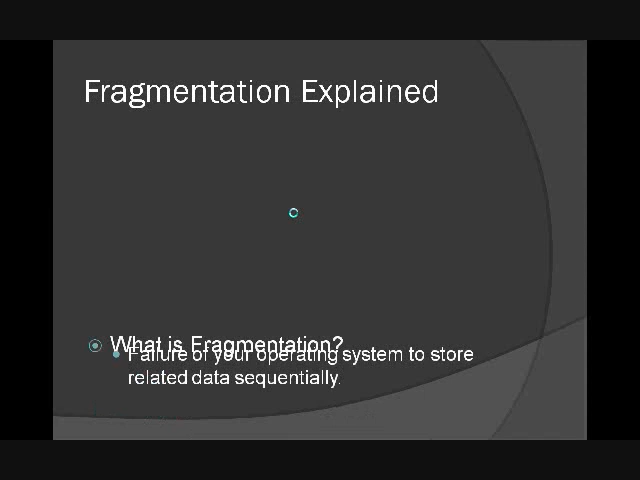 Fragmentation Explained
What is Fragmentation?
Failure of your operating system to store
related data sequentially.